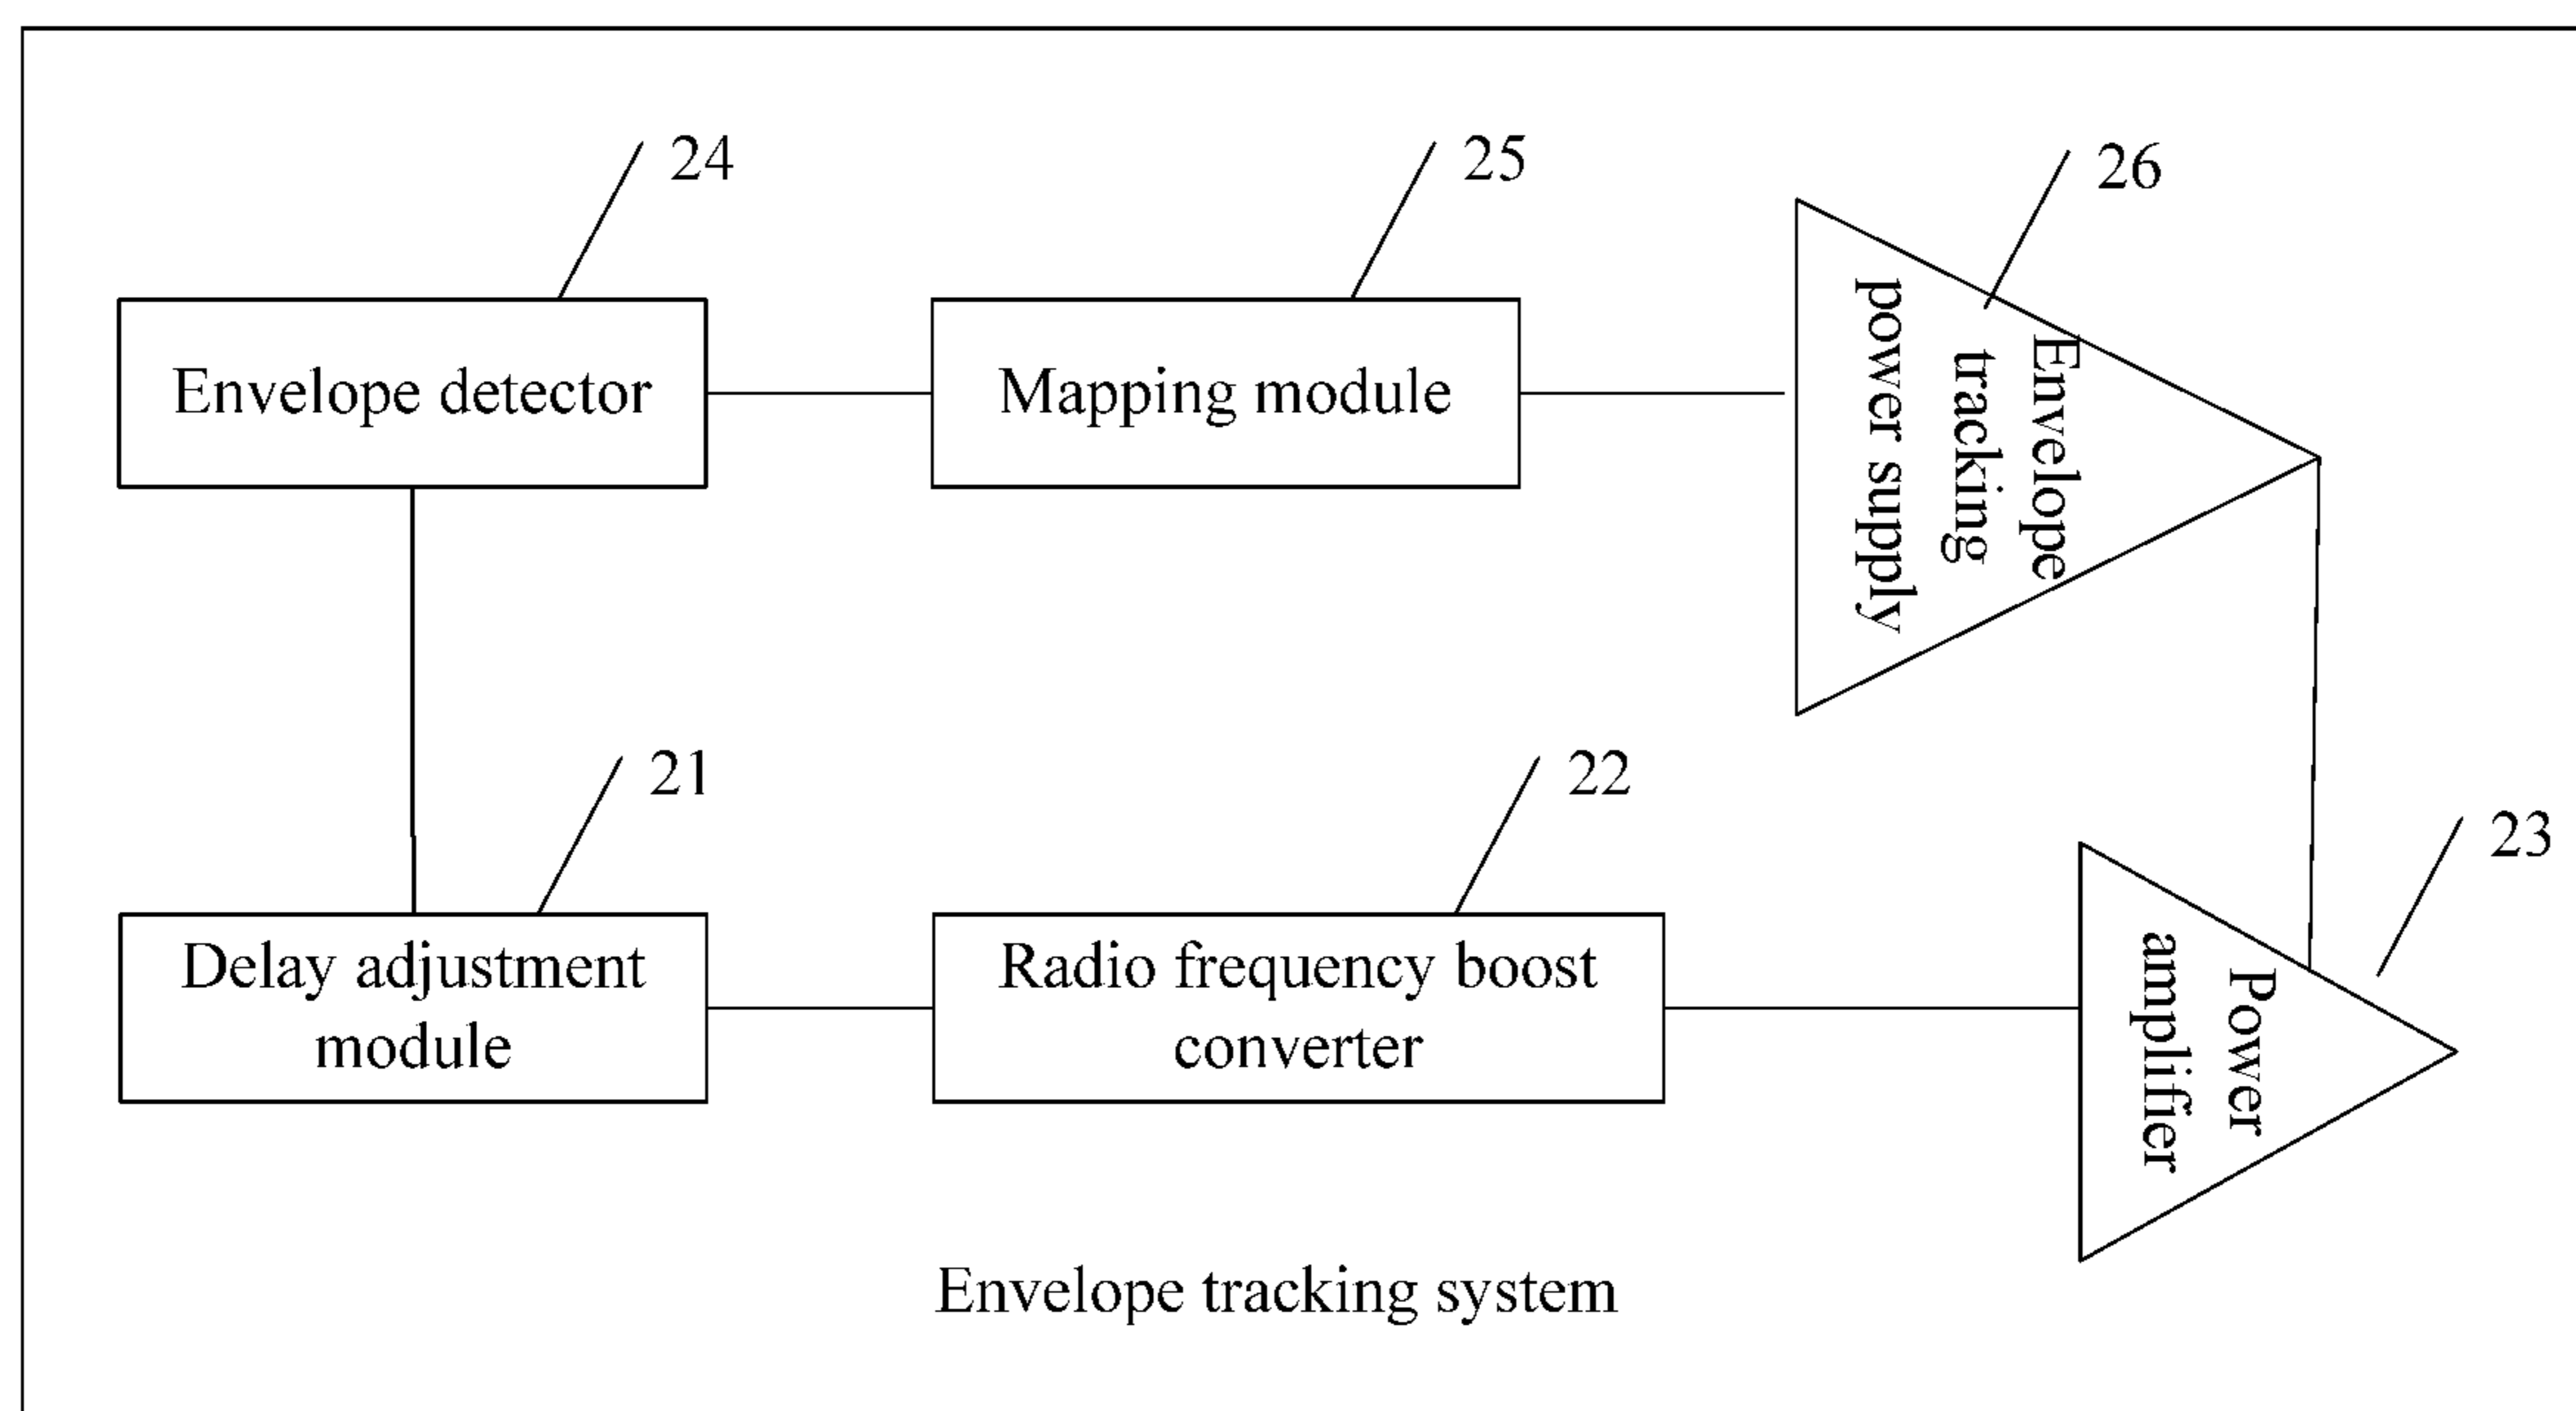 24
25
26
Envelope detector
Mapping module
Envelope
tracking
power supply
21
22
23
Delay adjustment
module
Radio frequency boost
converter
Power
amplifier
Envelope tracking system